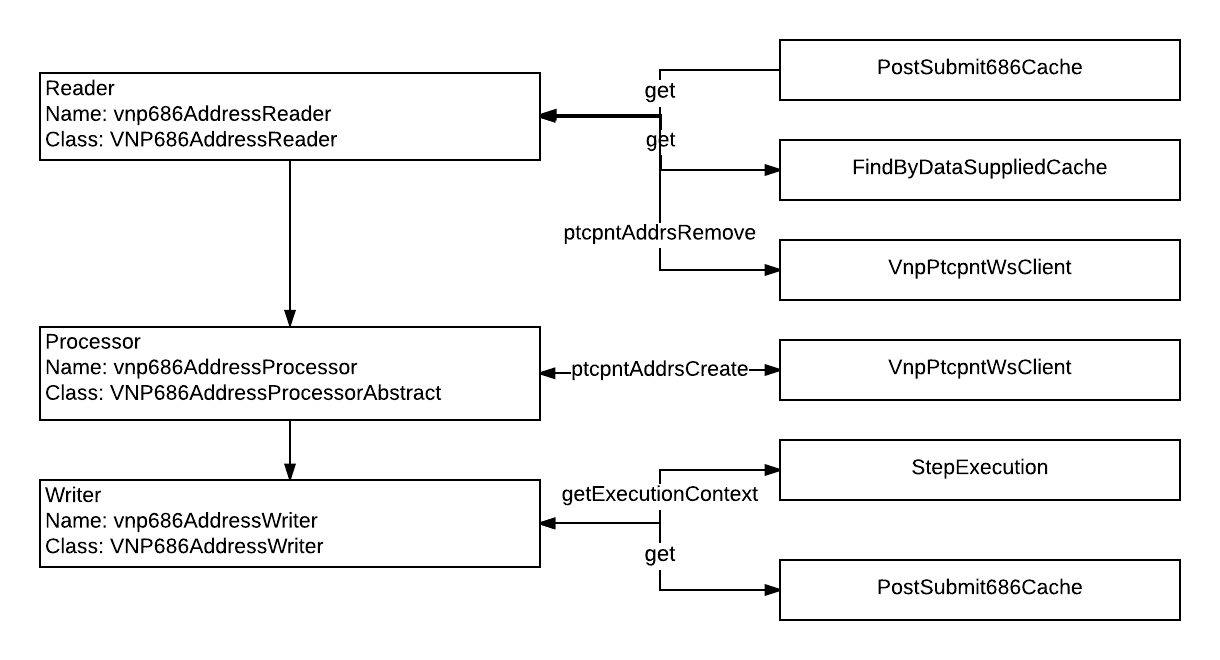 PostSubmit686Cache
Reader
Name: vnp686AddressReader
Class: VNP686AddressReader
get
get
FindByDataSuppliedCache
ptcpntAddrsRemove
VnpPtcpntWsClient
Processor
Name: vnp686AddressProcessor
Class: VNP686AddressProcessorAbstract
ptcpntAddrsCreate
VnpPtcpntWsClient
Writer
Name: vnp686AddressWriter
Class: VNP686AddressWriter
getExecutionContext
StepExecution
get
PostSubmit686Cache